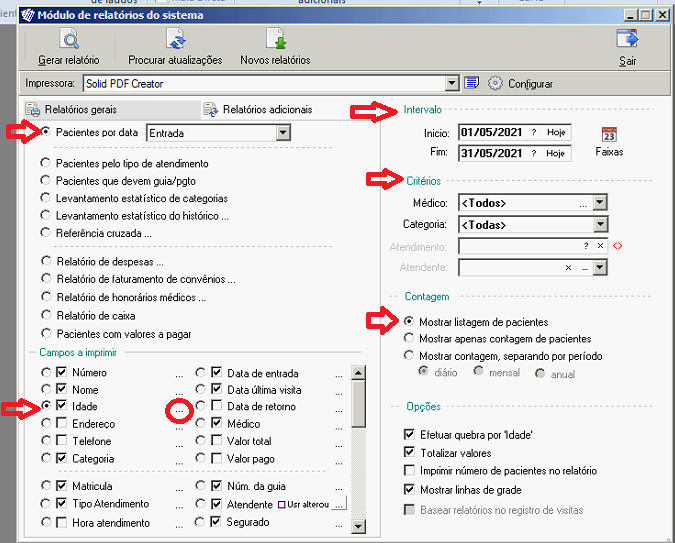 de laudos
adicionais
Módulo de relatórios do sistema
Gerar relatório
Procurar atualizações
Novos relatórios
Sair
Impressora: Solid PDF Creator
Configurar
Relatórios gerais
Relatórios adicionais
Pacientes por data Entrada
Pacientes pelo tipo de atendimento
Pacientes que devem guia/pgto
Levantamento estatístico de categorias
Levantamento estatístico do histórico ...
Referência cruzada ...
Relatório de despesas ...
Relatório de faturamento de convênios ...
Relatório de honorários médicos ...
Relatório de caixa
Pacientes com valores a pagar
Campos a imprimir
Número ... Data de entrada ...
Nome ... Data última visita ...
Idade ... Data de retorno ...
Endereço ... Médico ...
Telefone ... Valor total ...
Categoria ... Valor pago ...
Matricula ... Núm. da guia ...
Tipo Atendimento ... Atendente Usr alterou ...
Hora atendimento ... Segurado ...
Intervalo
Inicio: 01/05/2021 ? Hoje
Fim: 31/05/2021 ? Hoje
23
Faixas
Critérios
Médico: <Todos> ...
Categoria: <Todas>
Atendimento: ? × <>
Atendente: × ...
Contagem
Mostrar listagem de pacientes
Mostrar apenas contagem de pacientes
Mostrar contagem, separando por período
diário mensal anual
Opções
Efetuar quebra por 'Idade'
Totalizar valores
Imprimir número de pacientes no relatório
Mostrar linhas de grade
Basear relatórios no registro de visitas